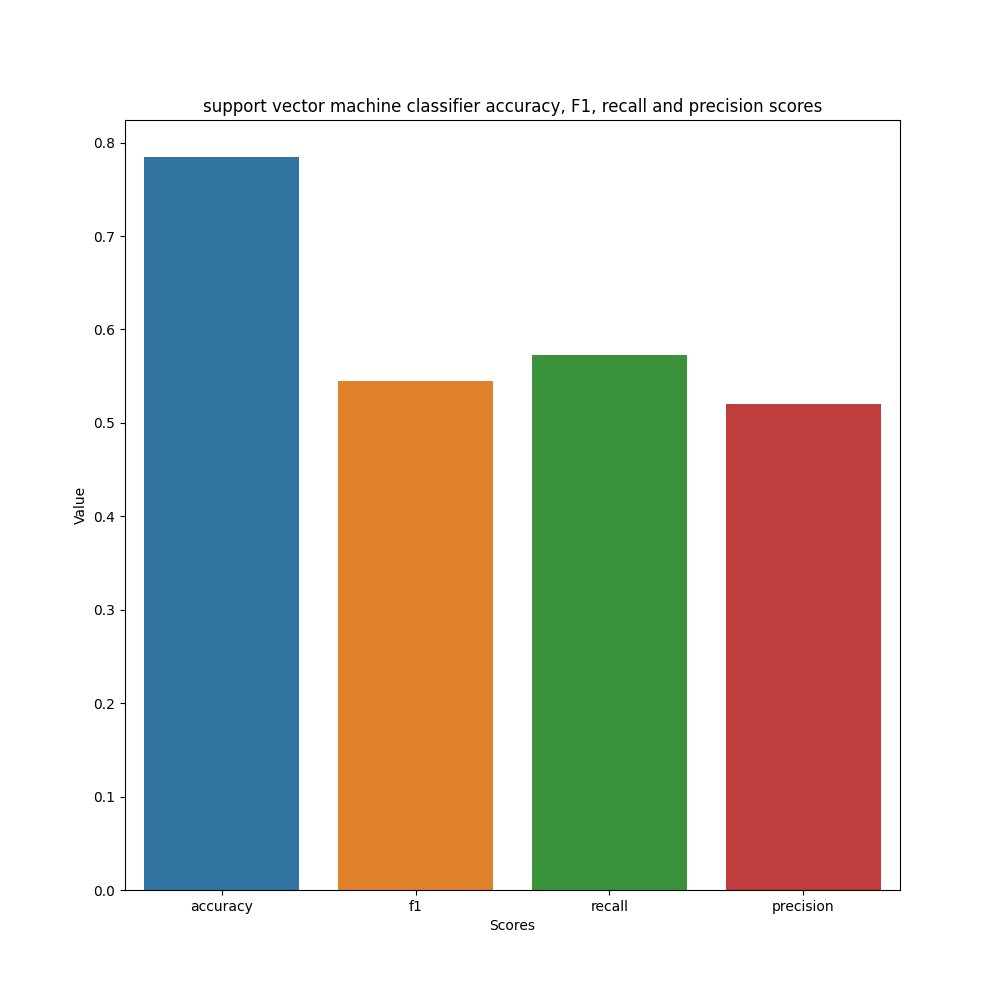 support vector machine classifier accuracy, F1, recall and precision scores
0.8
0.7
0.6
0.5
0.4
0.3
0.2
0.1
0.0
Value
accuracy f1 recall precision
Scores